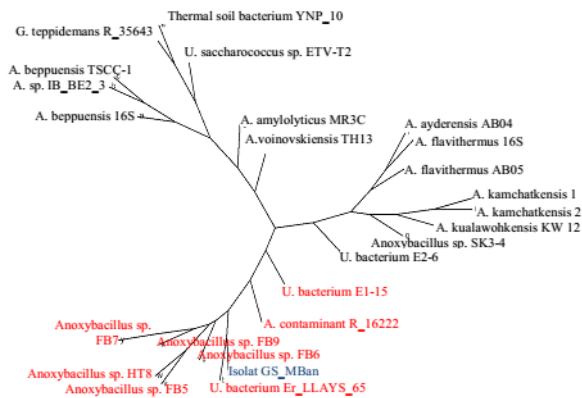 Thermal soil bacterium YNP_10
G. teppidemans R_35643
U. saccharococcus sp. ETV-T2
A. beppuensis TSCC-1
A. sp. IB_BE2_3
A. beppuensis 16S
A. amylolyticus MR3C
A.voinovskiensis TH13
A. ayderensis AB04
A. flavithermus 16S
A. flavithermus AB05
A. kamchatkensis 1
A. kamchatkensis 2
A. kualawohkensis KW 12
Anoxybacillus sp. SK3-4
U. bacterium E2-6
U. bacterium E1-15
A. contaminant R_16222
Anoxybacillus sp.
FB7
Anoxybacillus sp. FB9
Anoxybacillus sp. FB6
Isolat GS_MBan
Anoxybacillus sp. HT8
Anoxybacillus sp. FB5
U. bacterium Er_LLAYS_65